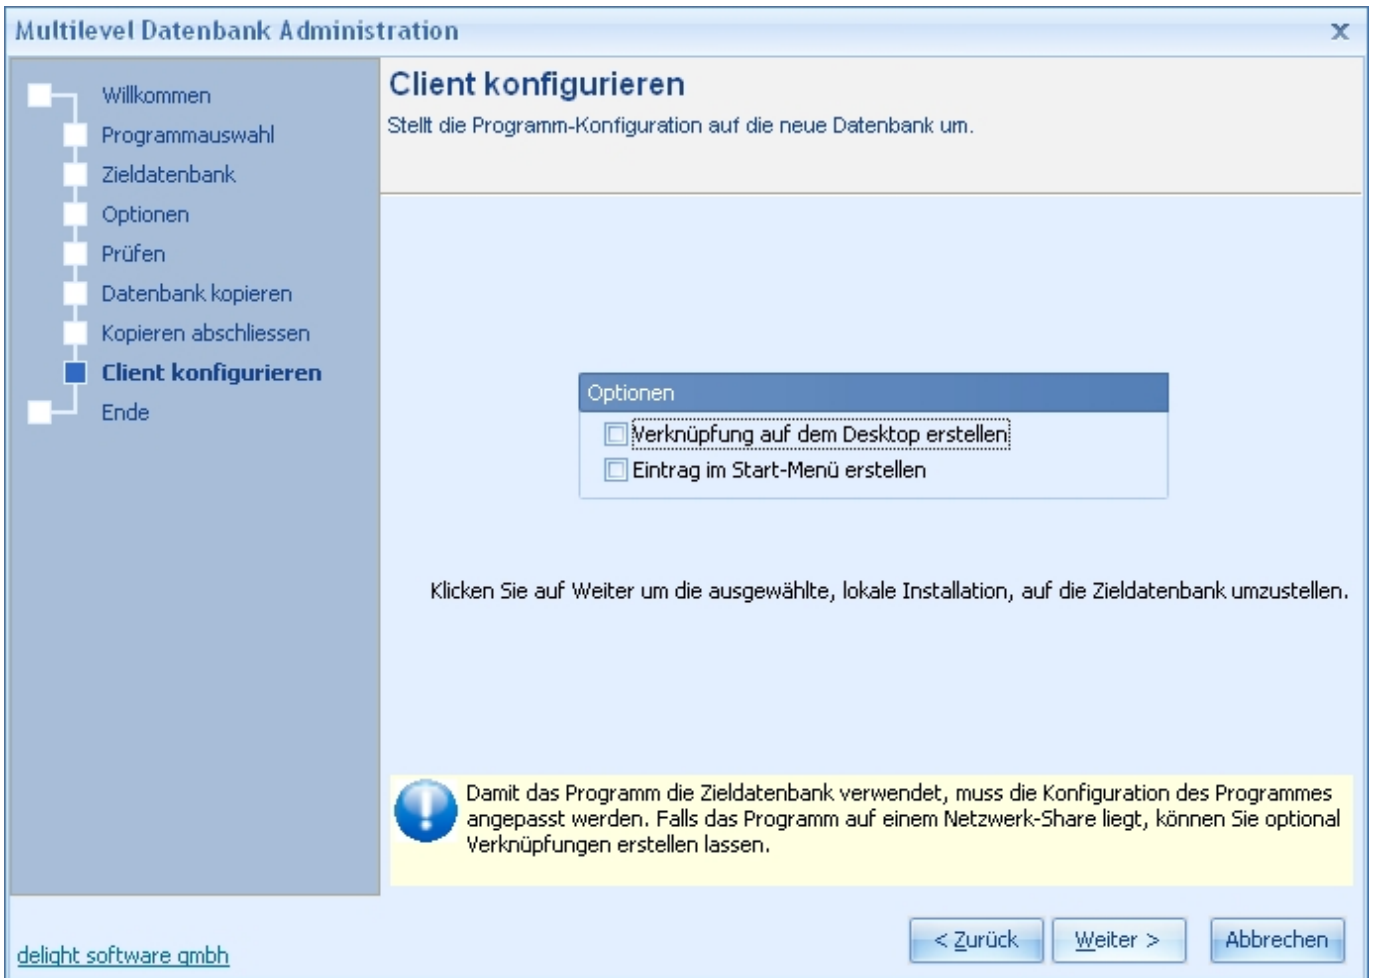 Multilevel Datenbank Administration
Willkommen
Programmauswahl
Zieldatenbank
Optionen
Prüfen
Datenbank kopieren
Kopieren abschliessen
Client konfigurieren
Ende
Client konfigurieren
Stellt die Programm-Konfiguration auf die neue Datenbank um.
Optionen
Verknüpfung auf dem Desktop erstellen
Eintrag im Start-Menü erstellen
Klicken Sie auf Weiter um die ausgewählte, lokale Installation, auf die Zieldatenbank umzustellen.
Damit das Programm die Zieldatenbank verwendet, muss die Konfiguration des Programmes
angepasst werden. Falls das Programm auf einem Netzwerk-Share liegt, können Sie optional
Verknüpfungen erstellen lassen.
delight software gmbh
< Zurück
Weiter >
Abbrechen